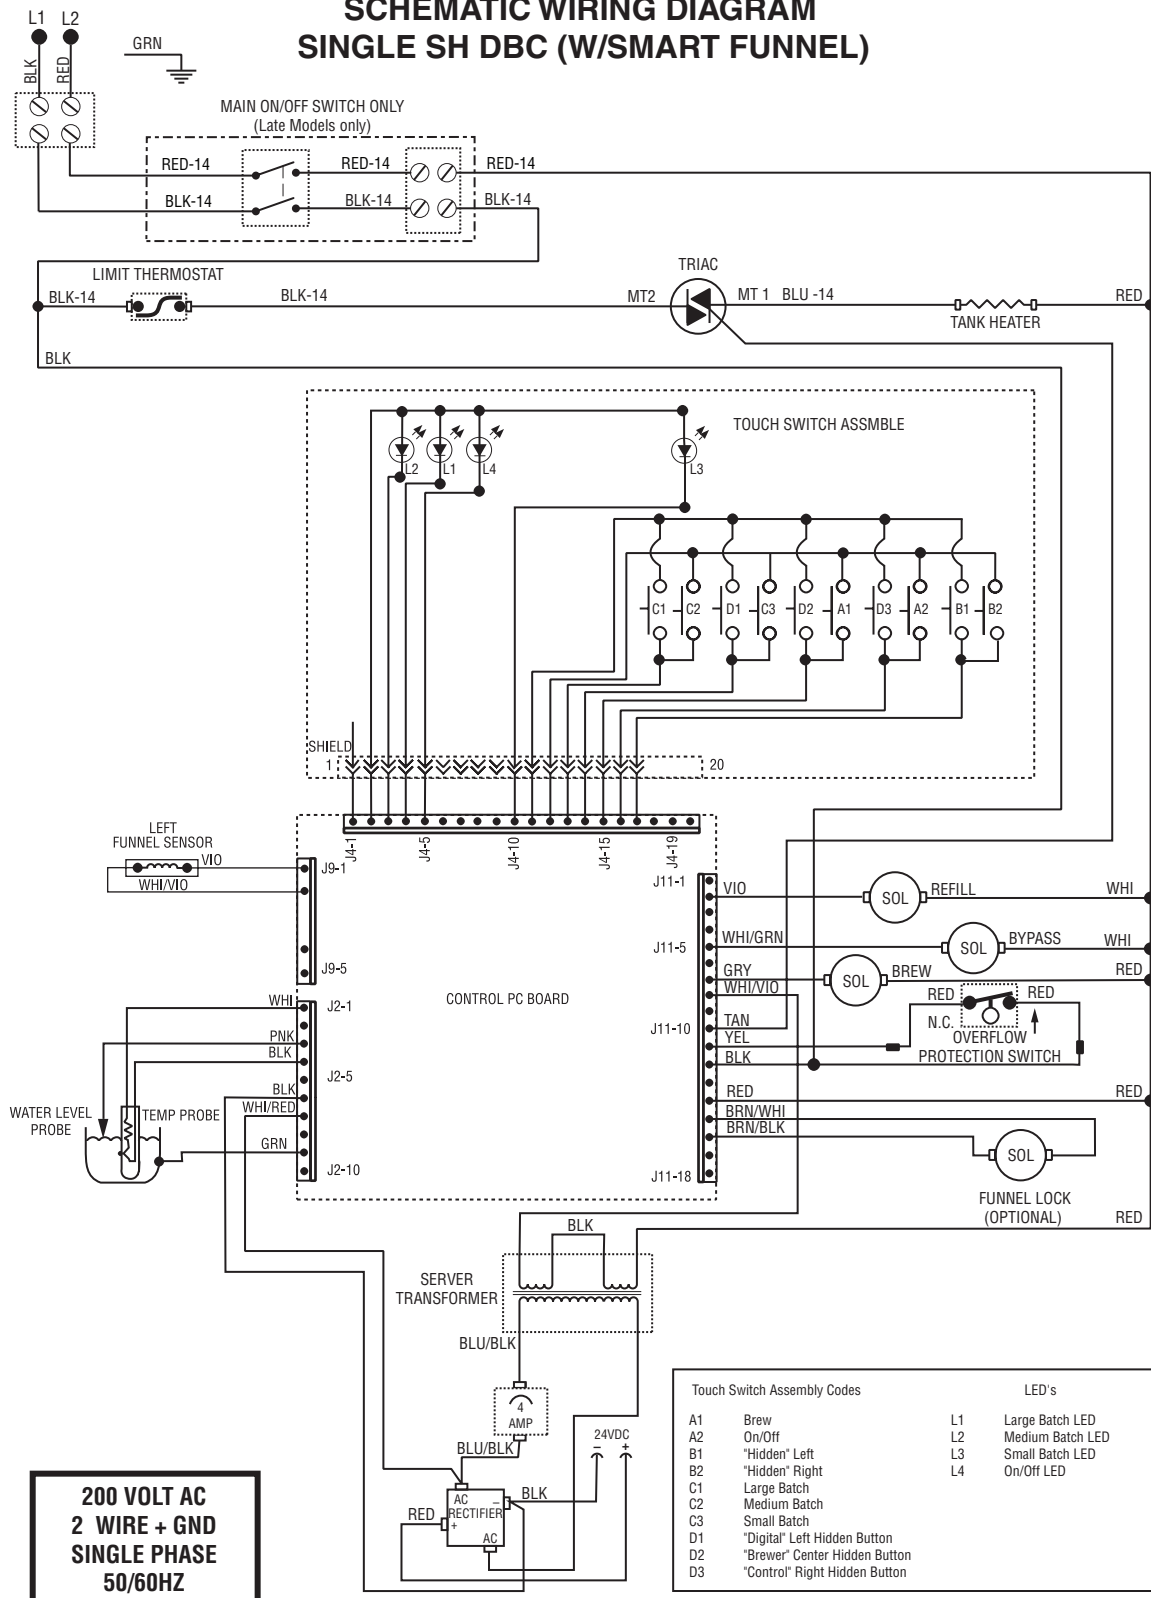 SCHEMATIC WIRING DIAGRAM
SINGLE SH DBC (W/SMART FUNNEL)
L1 L2
GRN
BLK RED
MAIN ON/OFF SWITCH ONLY
(Late Models only)
RED-14 RED-14 RED-14
BLK-14 BLK-14 BLK-14
LIMIT THERMOSTAT
TRIAC
BLK-14 BLK-14 MT2 MT 1 BLU -14 RED
TANK HEATER
BLK
TOUCH SWITCH ASSMBLE
L2 L1 L4 L3
C1 C2 D1 C3 D2 A1 D3 A2 B1 B2
SHIELD
1 20
J4-1 J4-5 J4-10 J4-15 J4-19
LEFT
FUNNEL SENSOR
VIO
WHI/VIO
J9-1
J9-5
J11-1
VIO SOL REFILL WHI
J11-5 WHI/GRN SOL BYPASS WHI
GRY SOL BREW RED
WHI/VIO
RED RED
N.C.
J11-10 TAN
YEL
OVERFLOW
PROTECTION SWITCH
BLK
RED RED
BRN/WHI
BRN/BLK
SOL
J11-18
FUNNEL LOCK
(OPTIONAL)
RED
CONTROL PC BOARD
WHI J2-1
PNK
BLK
J2-5
BLK
WHI/RED
WATER LEVEL
PROBE
TEMP PROBE
GRN
J2-10
BLK
SERVER
TRANSFORMER
BLU/BLK
4
AMP
BLU/BLK
24VDC
- +
BLK
AC -
RED RECTIFIER
+
AC
Touch Switch Assembly Codes LED's
A1 Brew L1 Large Batch LED
A2 On/Off L2 Medium Batch LED
B1 "Hidden" Left L3 Small Batch LED
B2 "Hidden" Right L4 On/Off LED
C1 Large Batch
C2 Medium Batch
C3 Small Batch
D1 "Digital" Left Hidden Button
D2 "Brewer" Center Hidden Button
D3 "Control" Right Hidden Button
200 VOLT AC
2 WIRE + GND
SINGLE PHASE
50/60HZ